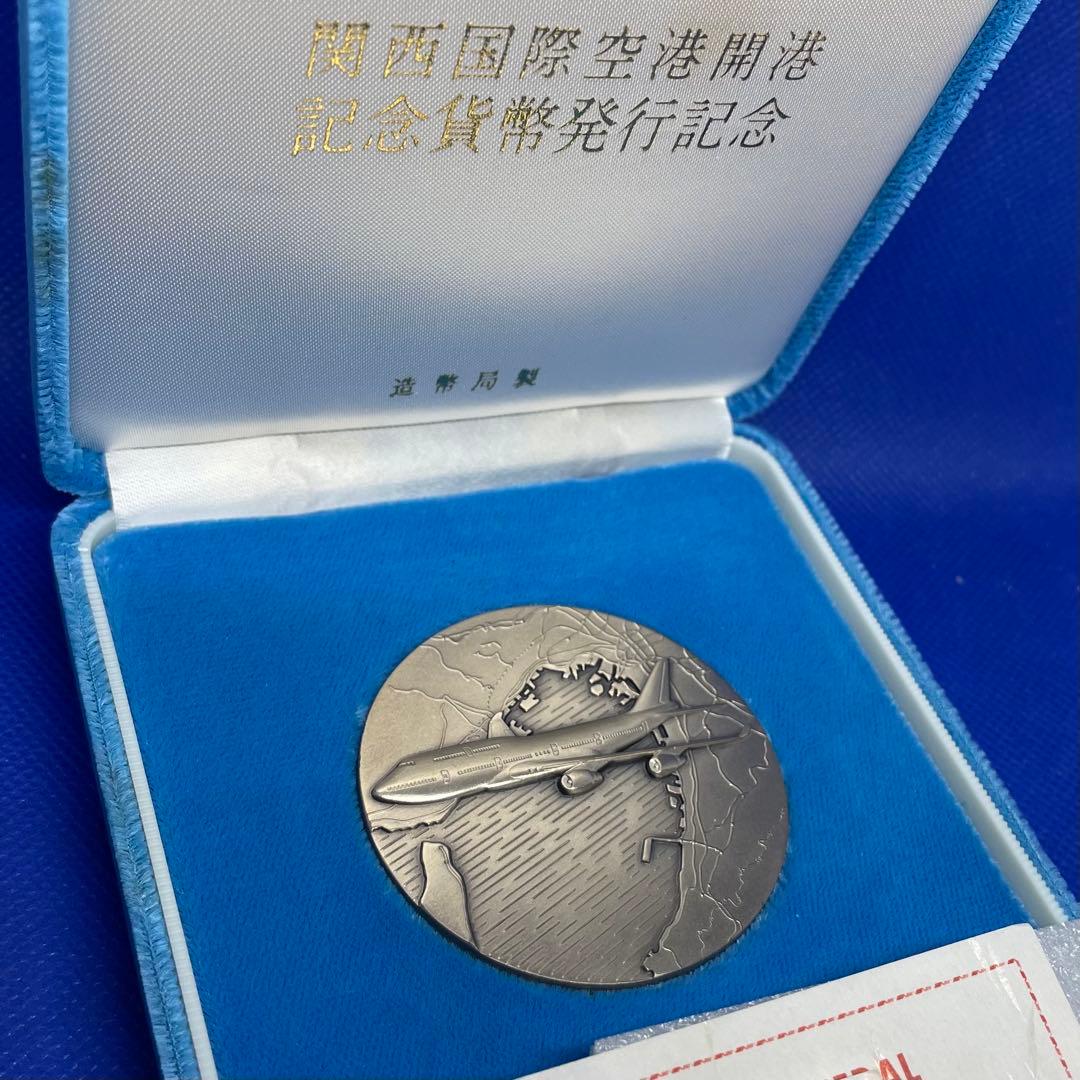 関西国際空港開港
記念貨幣発行記念
造幣局製